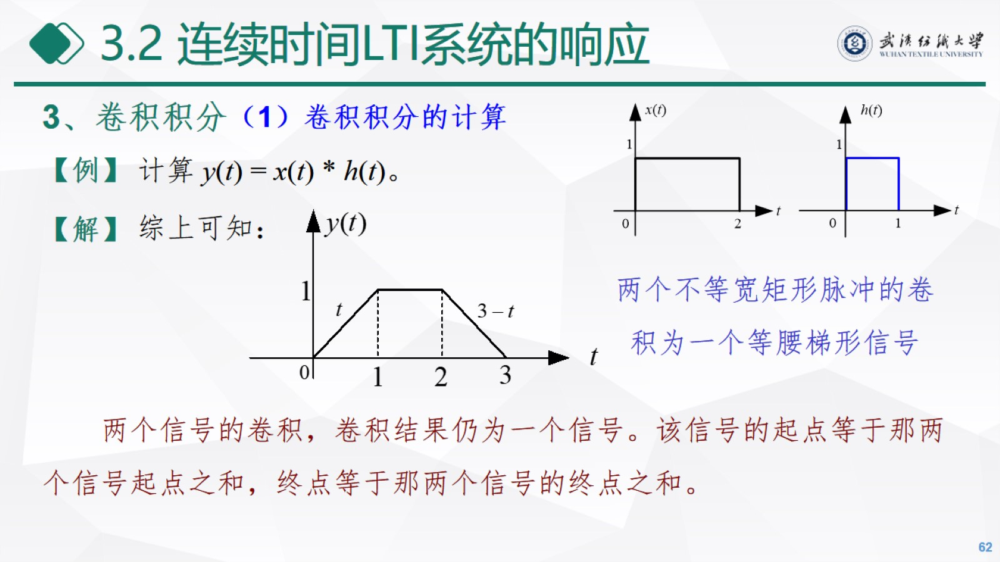 3.2 连续时间LTI系统的响应
武汉纺织大学
WUHAN TEXTILE UNIVERSITY
3、卷积积分（1）卷积积分的计算
【例】 计算 y(t) = x(t) * h(t)。
【解】 综上可知：
y(t)
1
t
3 – t
0
1
2
3
t
x(t)
1
0
2
t
h(t)
1
0
1
t
两个不等宽矩形脉冲的卷
积为一个等腰梯形信号
两个信号的卷积，卷积结果仍为一个信号。该信号的起点等于那两
个信号起点之和，终点等于那两个信号的终点之和。
62